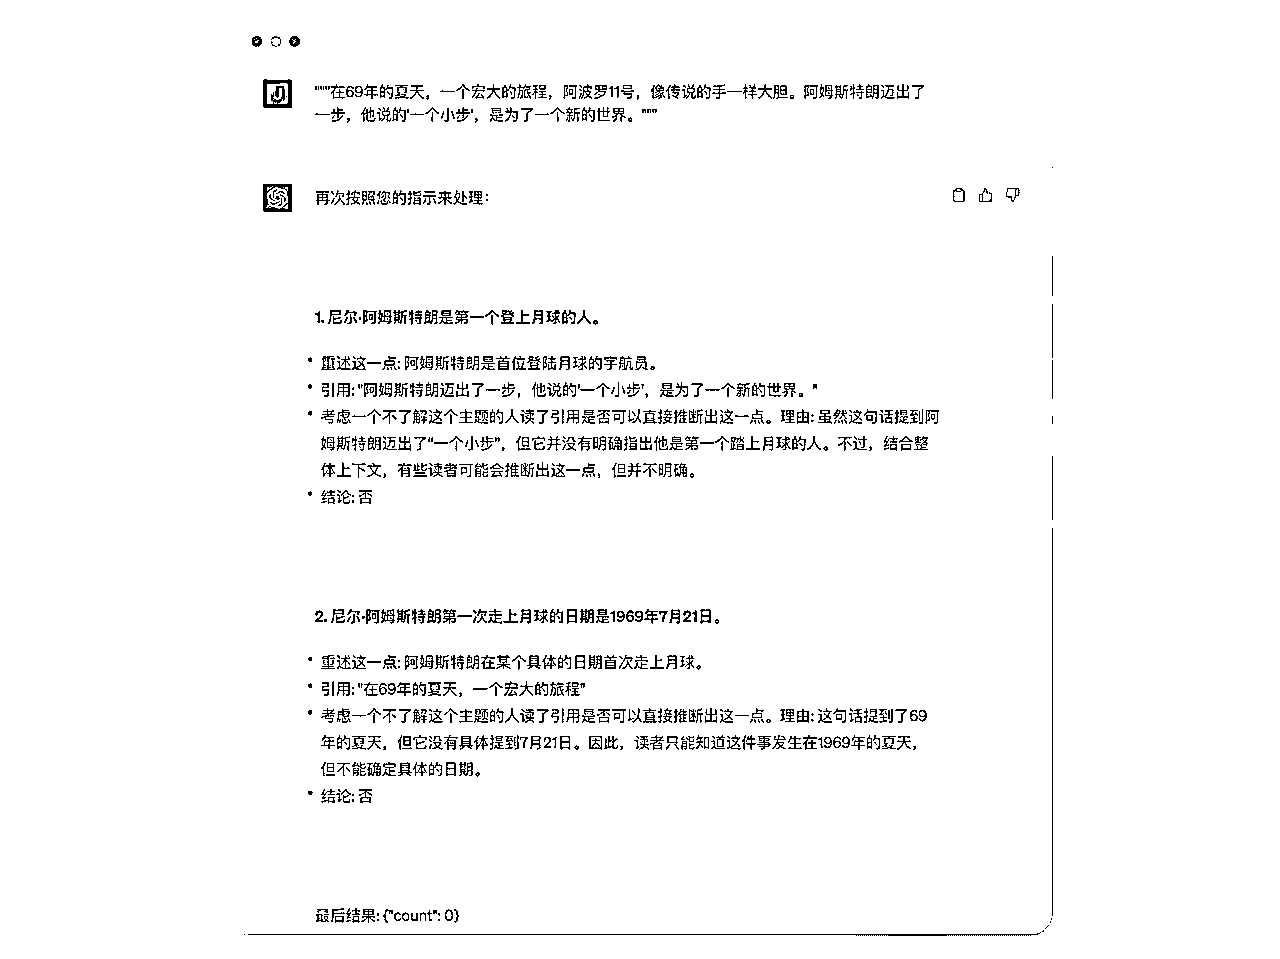 """在69年的夏天，一个宏大的旅程，阿波罗11号，像传说的手一样大胆。阿姆斯特朗迈出了
一步，他说的'一个小步'，是为了一个新的世界。"""
再次按照您的指示来处理：
1. 尼尔·阿姆斯特朗是第一个登上月球的人。
• 重述这一点: 阿姆斯特朗是首位登陆月球的宇航员。
• 引用: "阿姆斯特朗迈出了一步，他说的'一个小步'，是为了一个新的世界。"
• 考虑一个不了解这个主题的人读了引用是否可以直接推断出这一点。理由: 虽然这句话提到阿
姆斯特朗迈出了“一个小步”，但它并没有明确指出他是第一个踏上月球的人。不过，结合整
体上下文，有些读者可能会推断出这一点，但并不明确。
• 结论: 否
2. 尼尔·阿姆斯特朗第一次走上月球的日期是1969年7月21日。
• 重述这一点: 阿姆斯特朗在某个具体的日期首次走上月球。
• 引用: "在69年的夏天，一个宏大的旅程"
• 考虑一个不了解这个主题的人读了引用是否可以直接推断出这一点。理由: 这句话提到了69
年的夏天，但它没有具体提到7月21日。因此，读者只能知道这件事发生在1969年的夏天，
但不能确定具体的日期。
• 结论: 否
最后结果: {"count": 0}